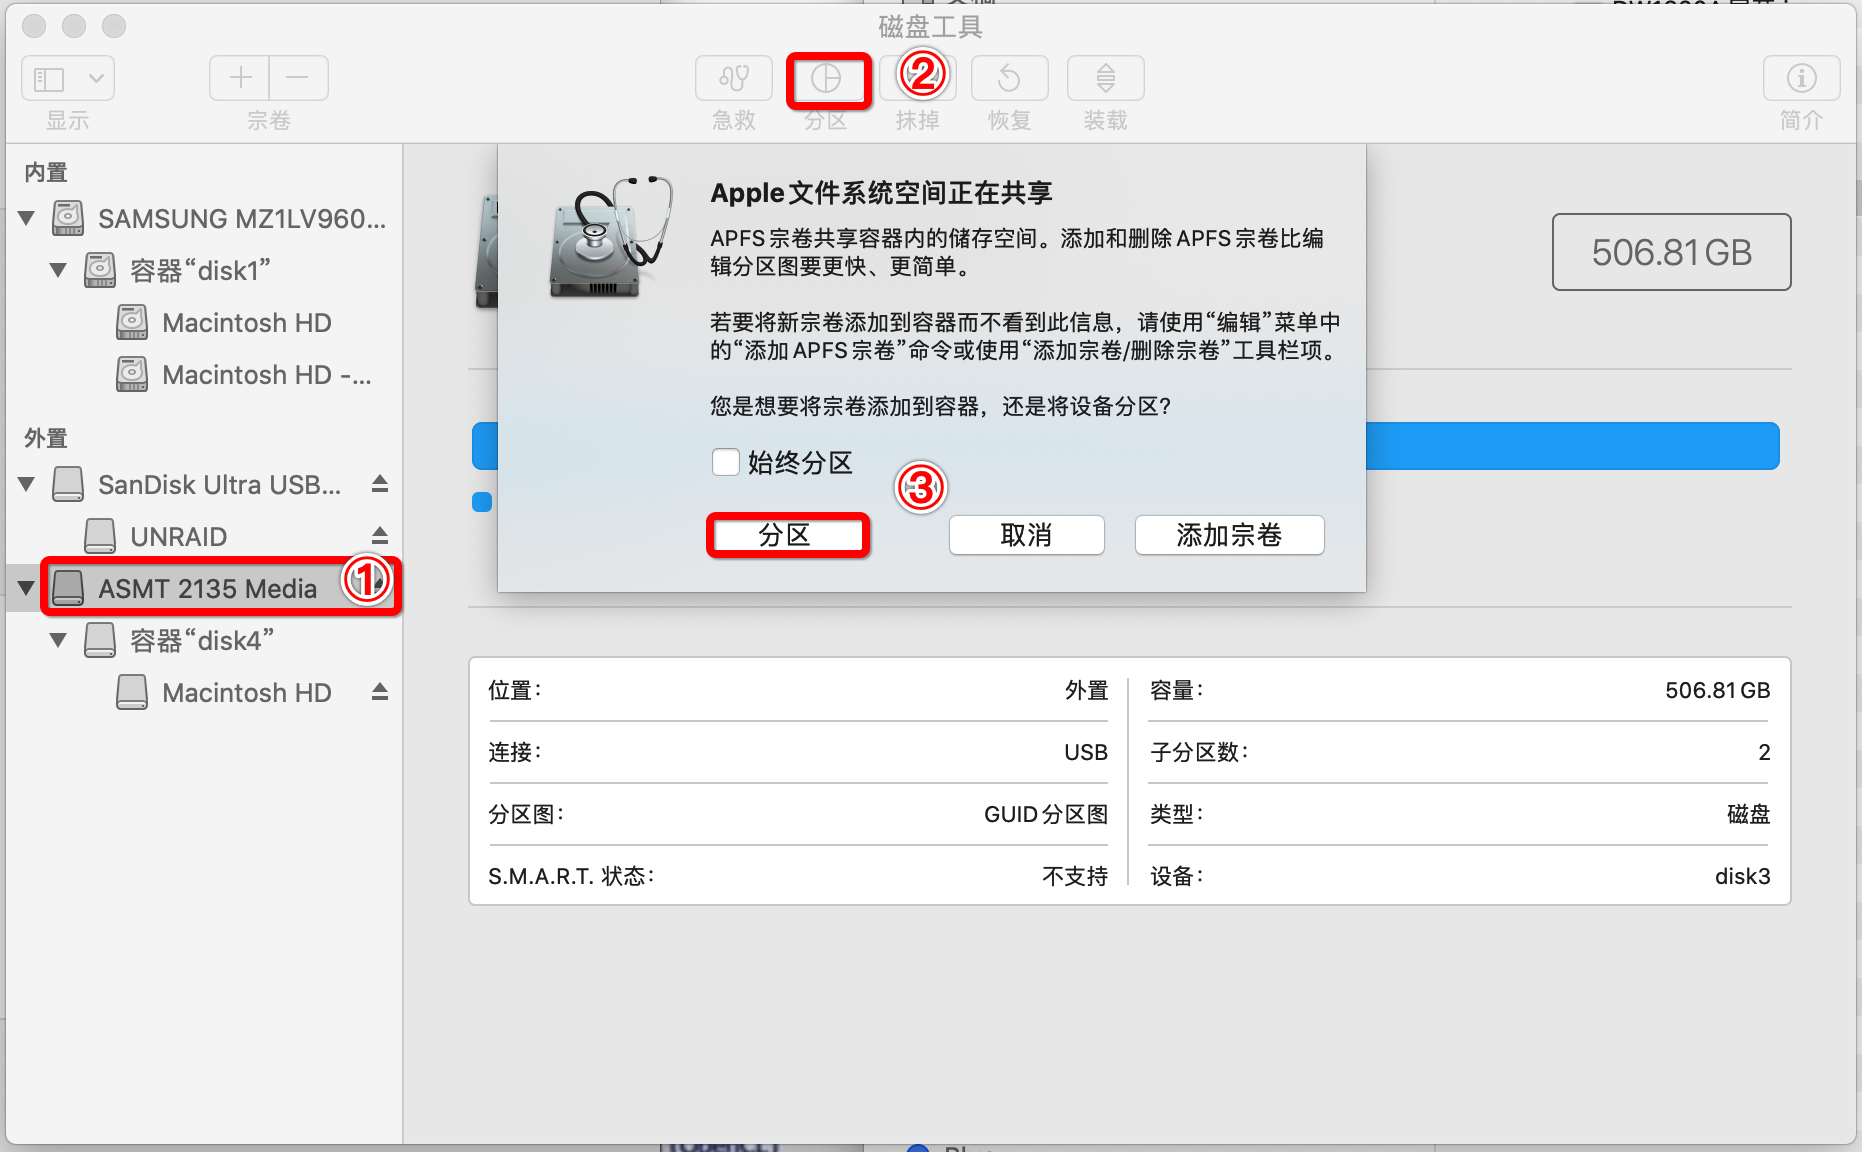 磁盘工具
显示
宗卷
急救
分区
②
抹掉
恢复
装载
简介
内置
SAMSUNG MZ1LV960...
容器“disk1”
Macintosh HD
Macintosh HD -...
外置
SanDisk Ultra USB...
UNRAID
ASMT 2135 Media
①
容器“disk4”
Macintosh HD
Apple文件系统空间正在共享
APFS宗卷共享容器内的储存空间。添加和删除APFS宗卷比编
辑分区图要更快、更简单。
若要将新宗卷添加到容器而不看到此信息，请使用“编辑”菜单中
的“添加APFS宗卷”命令或使用“添加宗卷/删除宗卷”工具栏项。
您是想要将宗卷添加到容器，还是将设备分区？
始终分区
③
分区
取消
添加宗卷
506.81GB
位置：
外置
容量：
506.81GB
连接：
USB
子分区数：
2
分区图：
GUID分区图
类型：
磁盘
S.M.A.R.T. 状态：
不支持
设备：
disk3